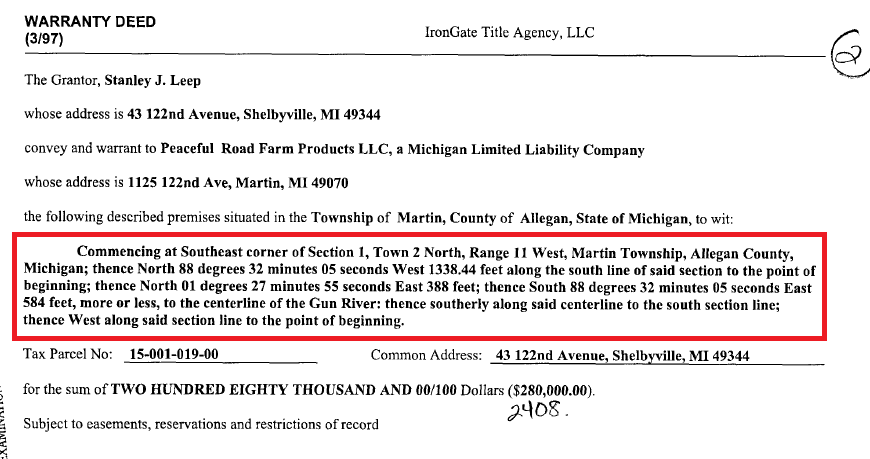 WARRANTY DEED
(3/97)
IronGate Title Agency, LLC
2
The Grantor, Stanley J. Leep
whose address is 43 122nd Avenue, Shelbyville, MI 49344
convey and warrant to Peaceful Road Farm Products LLC, a Michigan Limited Liability Company
whose address is 1125 122nd Ave, Martin, MI 49070
the following described premises situated in the Township of Martin, County of Allegan, State of Michigan, to wit:
Commencing at Southeast corner of Section 1, Town 2 North, Range 11 West, Martin Township, Allegan County,
Michigan; thence North 88 degrees 32 minutes 05 seconds West 1338.44 feet along the south line of said section to the point of
beginning; thence North 01 degrees 27 minutes 55 seconds East 388 feet; thence South 88 degrees 32 minutes 05 seconds East
584 feet, more or less, to the centerline of the Gun River; thence southerly along said centerline to the south section line;
thence West along said section line to the point of beginning.
Tax Parcel No: 15-001-019-00 Common Address: 43 122nd Avenue, Shelbyville, MI 49344
for the sum of TWO HUNDRED EIGHTY THOUSAND AND 00/100 Dollars ($280,000.00).
2408.
Subject to easements, reservations and restrictions of record